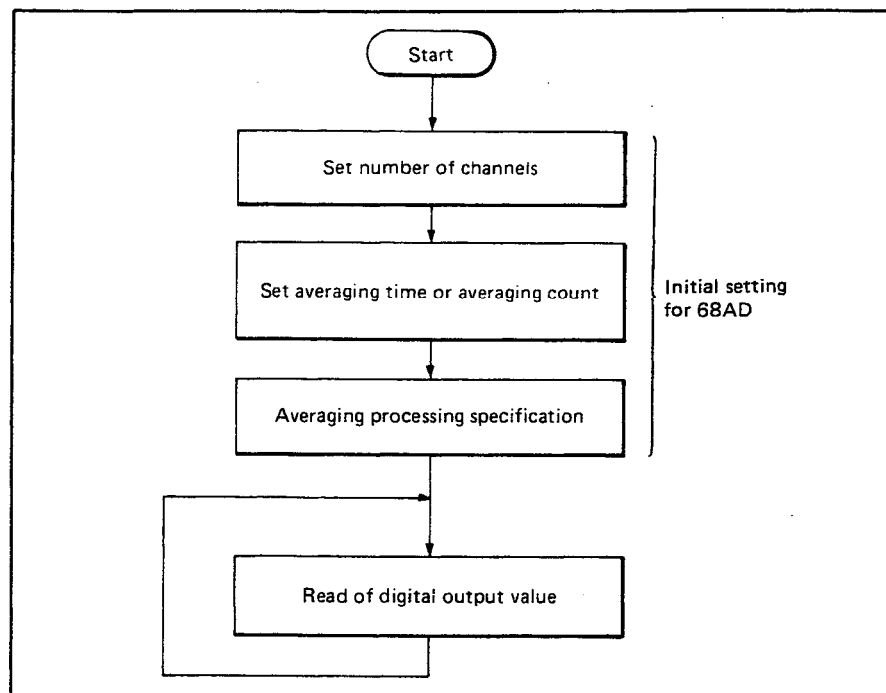 Start
Set number of channels
Set averaging time or averaging count
Initial setting
for 68AD
Averaging processing specification
Read of digital output value